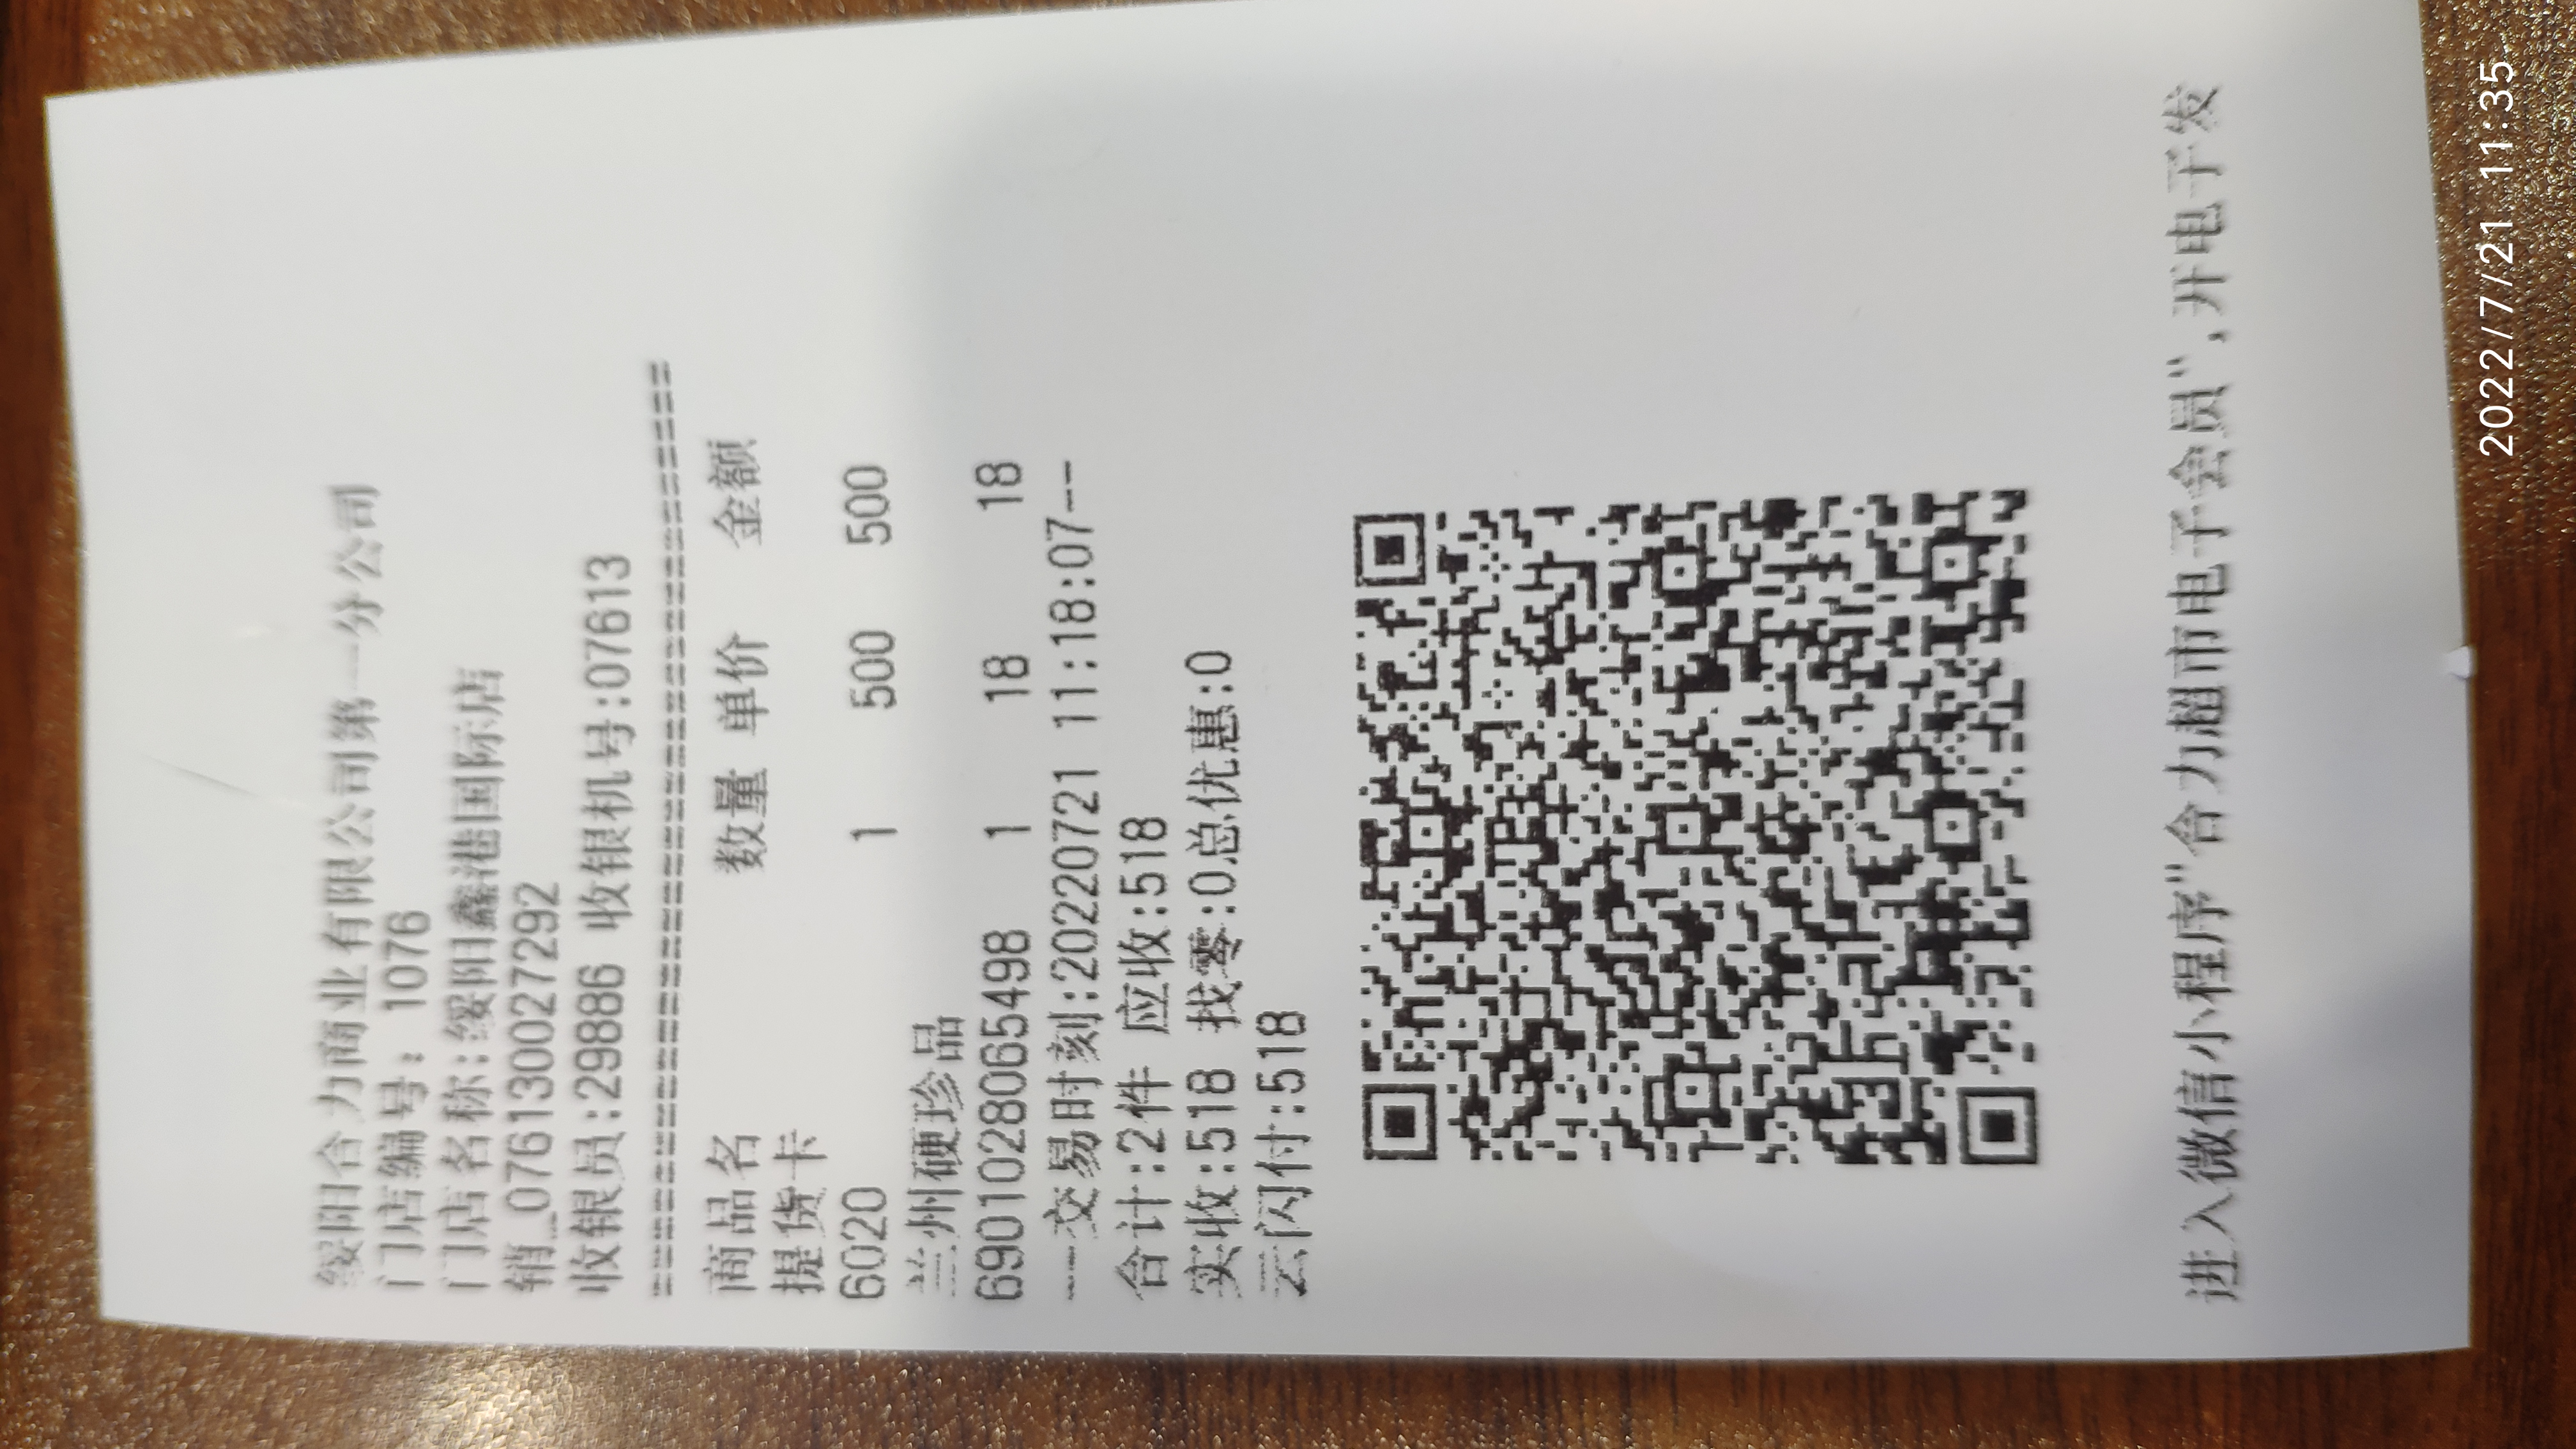 绥阳合力商业有限公司第一分公司
门店编号: 1076
门店名称:绥阳鑫港国际店
销_0761300027292
收银员:29886 收银机号:07613
================================
商品名 数量 单价 金额
提货卡
6020 1 500 500
兰州硬珍品
6901028065498 1 18 18
--交易时刻:20220721 11:18:07--
合计:2件 应收:518
实收:518 找零:0总优惠:0
云闪付:518
进入微信小程序"合力超市电子会员",开电子发
2022/7/21 11:35